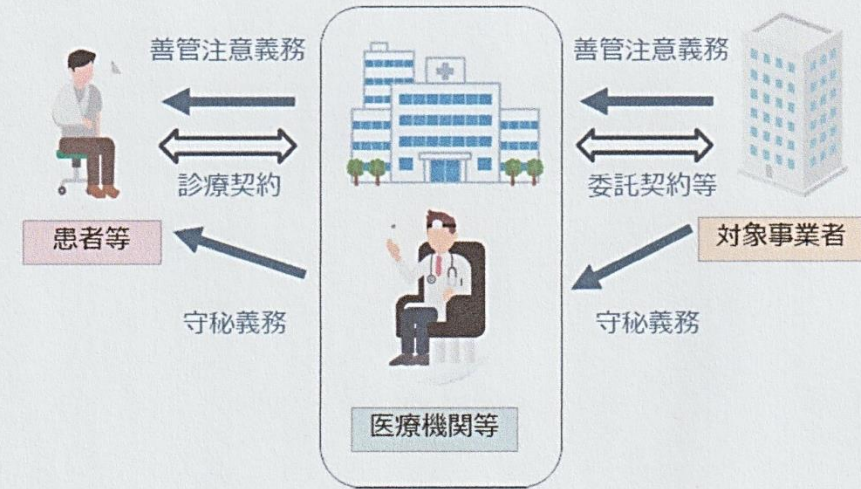 善管注意義務
善管注意義務
診療契約
委託契約等
患者等
対象事業者
守秘義務
守秘義務
医療機関等